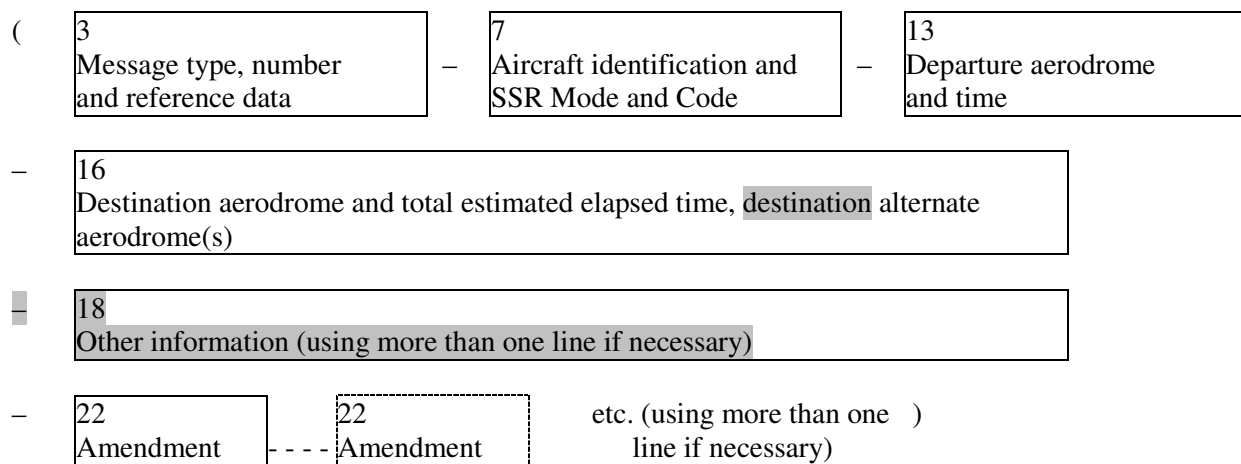 ( 3 7 13
Message type, number – Aircraft identification and – Departure aerodrome
and reference data SSR Mode and Code and time
– 16
Destination aerodrome and total estimated elapsed time, destination alternate
aerodrome(s)
– 18
Other information (using more than one line if necessary)
– 22 22 etc. (using more than one )
Amendment - - - - Amendment line if necessary)